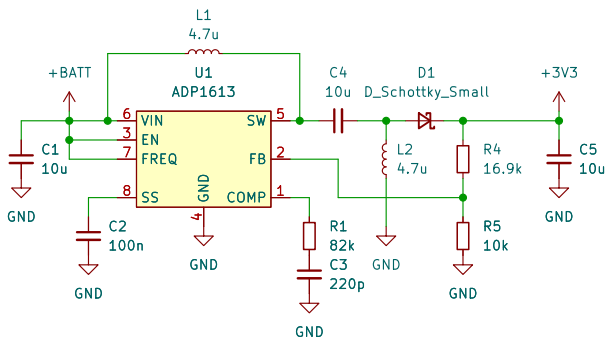 L1
4.7u
+BATT
U1
ADP1613
C4
10u
D1
D_Schottky_Small
+3V3
6
VIN
SW
5
3
EN
7
FREQ
FB
2
8
SS
GND
COMP
1
4
C1
10u
GND
L2
4.7u
R4
16.9k
C5
10u
GND
C2
100n
GND
GND
R1
82k
C3
220p
GND
GND
R5
10k
GND